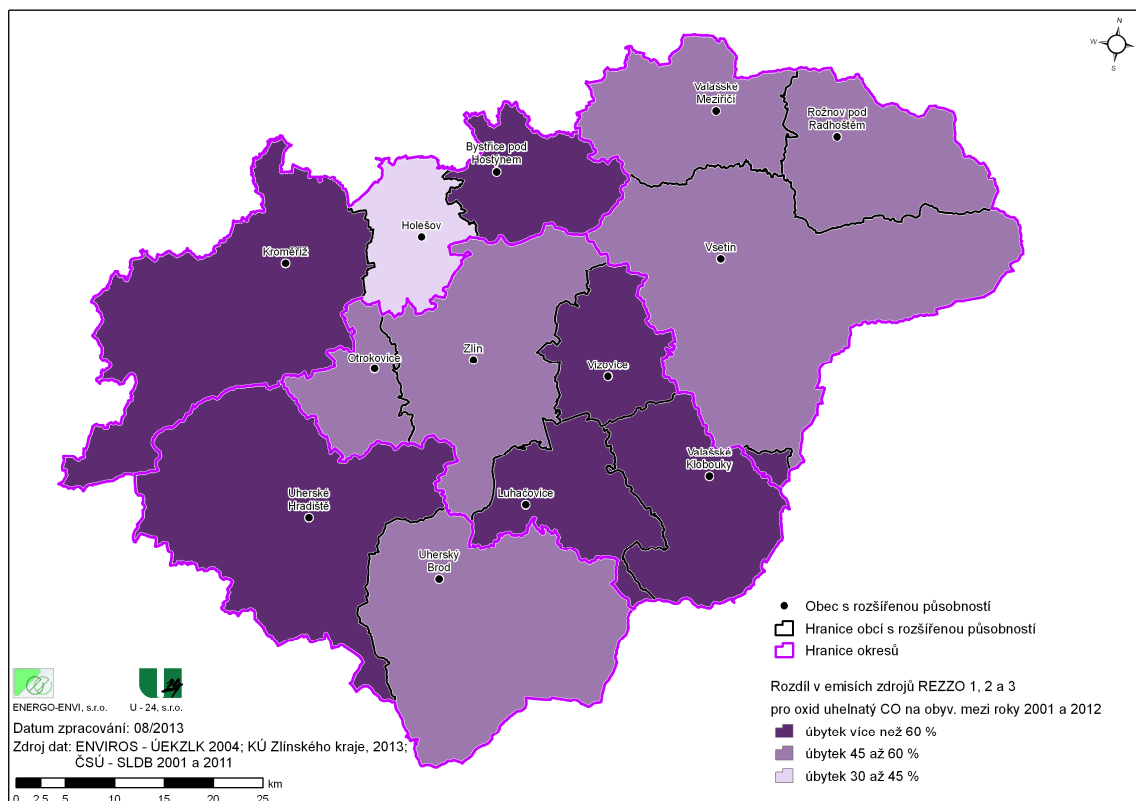 N
W
S
Valašské
Meziříčí
Rožnov pod
Radhoštěm
Bystřice pod
Hostýnem
Holešov
Kroměříž
Vsetín
Zlín
Otrokovice
Vizovice
Valašské
Klobouky
Luhačovice
Uherské
Hradiště
Uherský
Brod
Obec s rozšířenou působností
Hranice obcí s rozšířenou působností
Hranice okresů
Rozdíl v emisích zdrojů REZZO 1, 2 a 3
pro oxid uhelnatý CO na obyv. mezi roky 2001 a 2012
úbytek více než 60 %
úbytek 45 až 60 %
úbytek 30 až 45 %
U 24
ENERGO-ENVI, s.r.o. U - 24, s.r.o.
Datum zpracování: 08/2013
Zdroj dat: ENVIROS - ÚEKZLK 2004; KÚ Zlínského kraje, 2013;
ČSÚ - SLDB 2001 a 2011
km
0 2,5 5 10 15 20 25